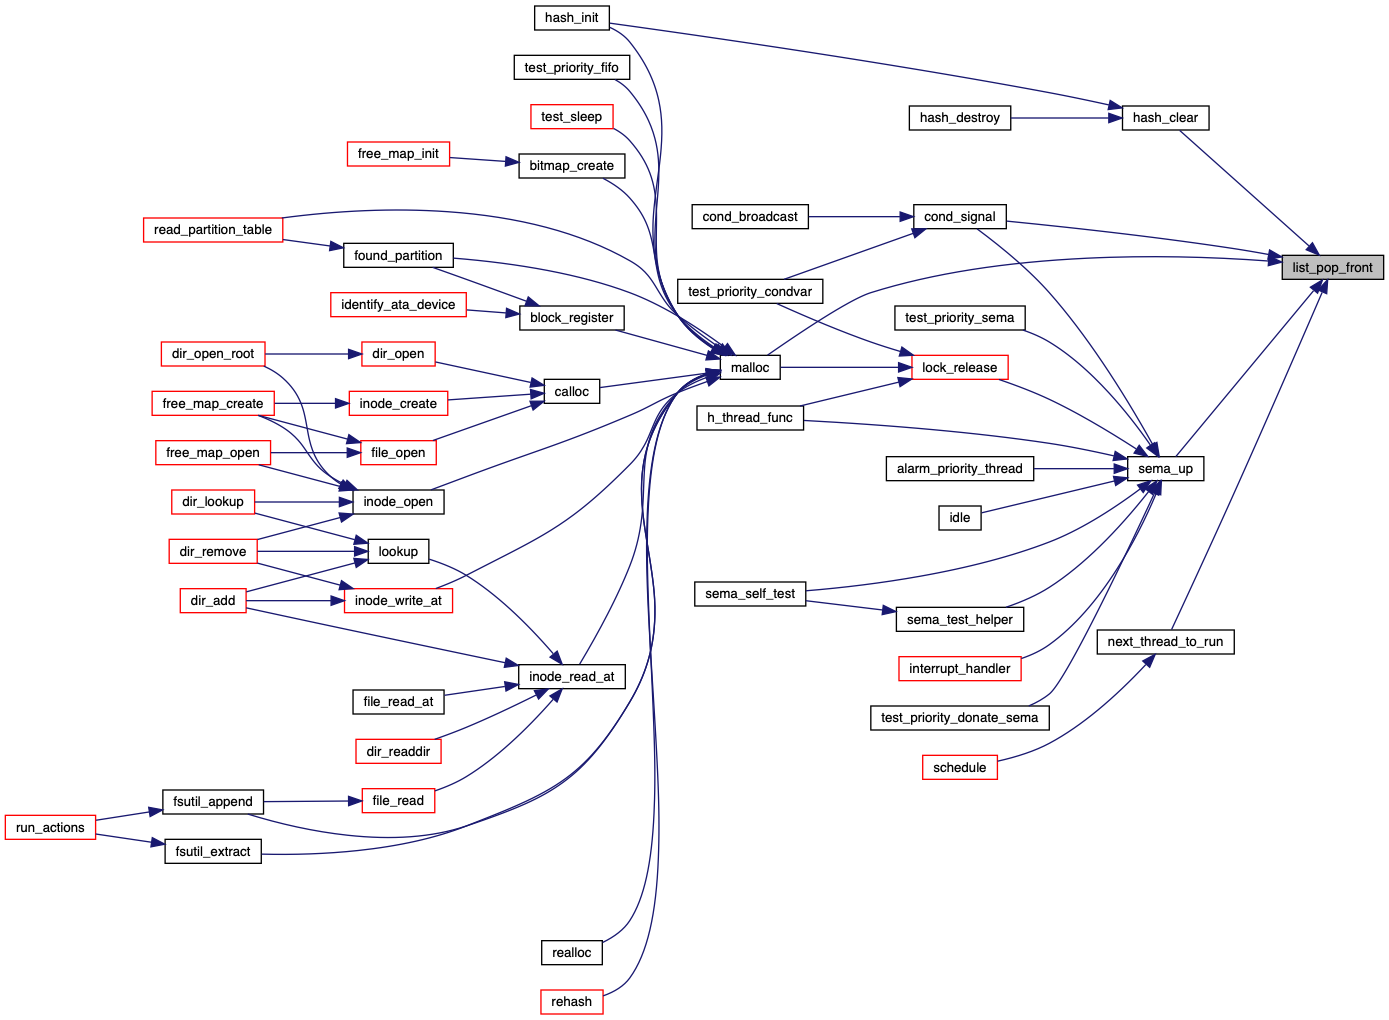 hash_init
test_priority_fifo
test_sleep
hash_destroy
hash_clear
free_map_init
bitmap_create
read_partition_table
cond_broadcast
cond_signal
found_partition
list_pop_front
identify_ata_device
block_register
test_priority_condvar
test_priority_sema
dir_open_root
dir_open
malloc
lock_release
free_map_create
inode_create
calloc
h_thread_func
free_map_open
file_open
alarm_priority_thread
sema_up
dir_lookup
inode_open
idle
dir_remove
lookup
dir_add
inode_write_at
sema_self_test
sema_test_helper
next_thread_to_run
inode_read_at
interrupt_handler
file_read_at
test_priority_donate_sema
dir_readdir
schedule
fsutil_append
file_read
run_actions
fsutil_extract
realloc
rehash